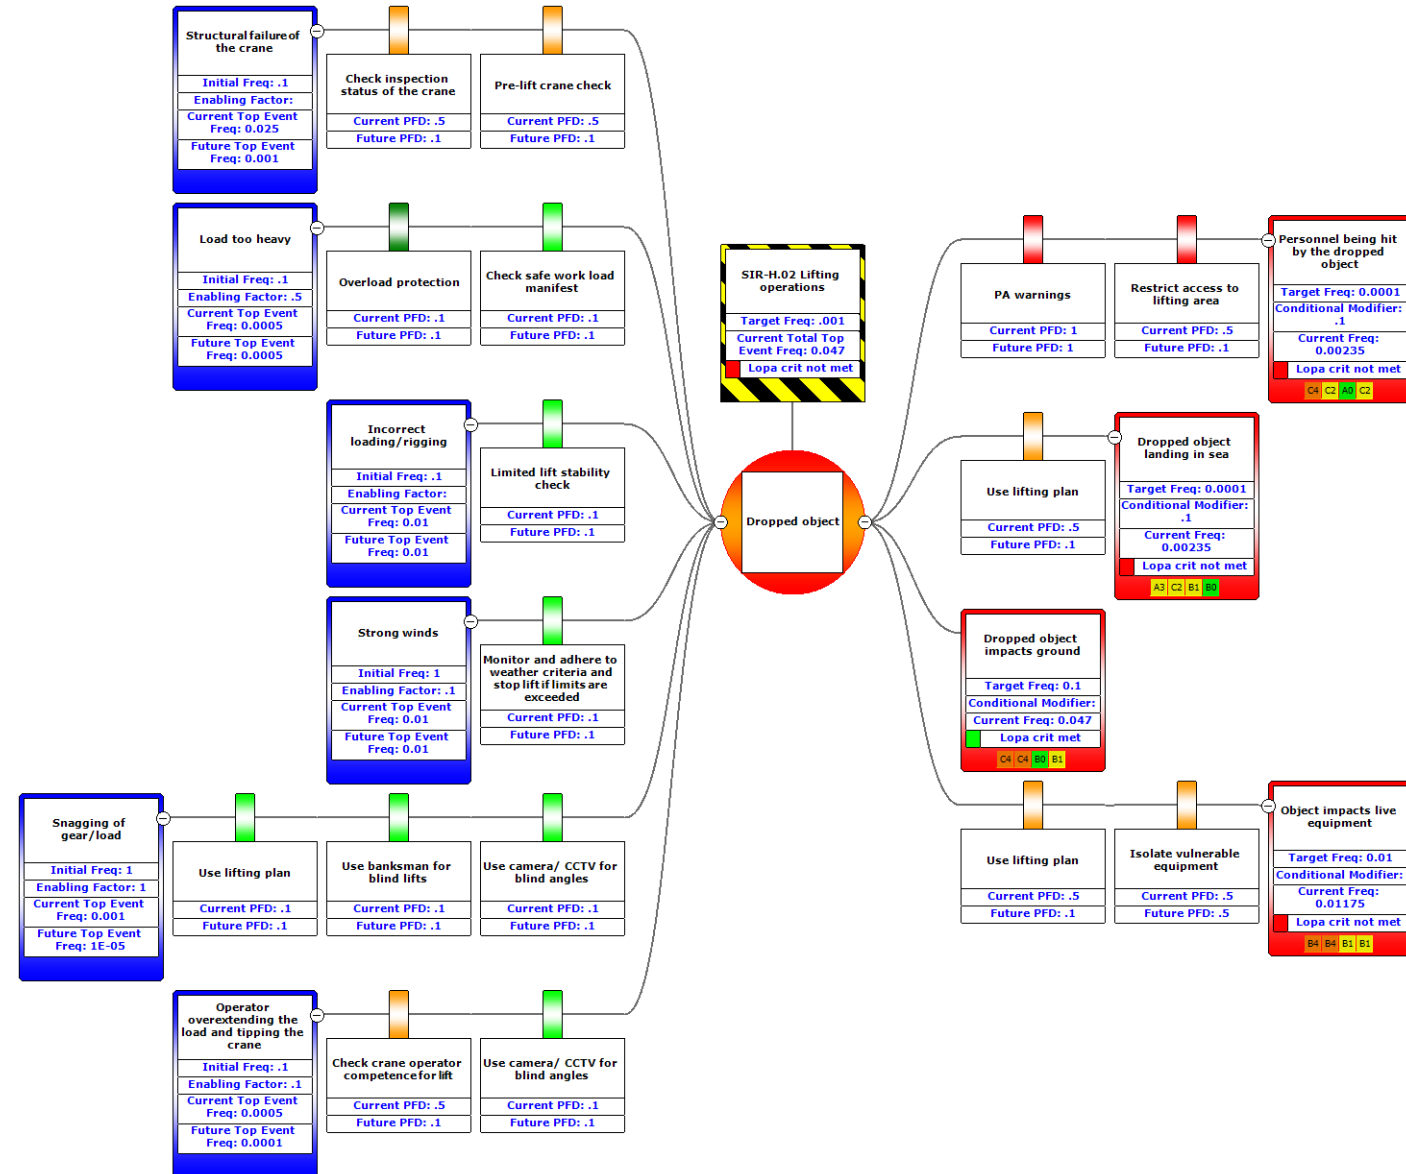 Structural failure of
the crane
Initial Freq: .1
Enabling Factor:
Current Top Event
Freq: 0.025
Future Top Event
Freq: 0.001
Check inspection
status of the crane
Current PFD: .5
Future PFD: .1
Pre-lift crane check
Current PFD: .5
Future PFD: .1
Load too heavy
Initial Freq: .1
Enabling Factor: .5
Current Top Event
Freq: 0.0005
Future Top Event
Freq: 0.0005
Overload protection
Current PFD: .1
Future PFD: .1
Check safe work load
manifest
Current PFD: .1
Future PFD: .1
Incorrect
loading/rigging
Initial Freq: .1
Enabling Factor:
Current Top Event
Freq: 0.01
Future Top Event
Freq: 0.01
Limited lift stability
check
Current PFD: .1
Future PFD: .1
Strong winds
Initial Freq: 1
Enabling Factor: .1
Current Top Event
Freq: 0.01
Future Top Event
Freq: 0.01
Monitor and adhere to
weather criteria and
stop lift if limits are
exceeded
Current PFD: .1
Future PFD: .1
Snagging of
gear/load
Initial Freq: 1
Enabling Factor: 1
Current Top Event
Freq: 0.001
Future Top Event
Freq: 1E-05
Use lifting plan
Current PFD: .1
Future PFD: .1
Use banksman for
blind lifts
Current PFD: .1
Future PFD: .1
Use camera/ CCTV for
blind angles
Current PFD: .1
Future PFD: .1
Operator
overextending the
load and tipping the
crane
Initial Freq: .1
Enabling Factor: .1
Current Top Event
Freq: 0.0005
Future Top Event
Freq: 0.0001
Check crane operator
competence for lift
Current PFD: .5
Future PFD: .1
Use camera/ CCTV for
blind angles
Current PFD: .1
Future PFD: .1
SIR-H.02 Lifting
operations
Target Freq: .001
Current Total Top
Event Freq: 0.047
Lopa crit not met
Dropped object
PA warnings
Current PFD: 1
Future PFD: 1
Restrict access to
lifting area
Current PFD: .5
Future PFD: .1
Personnel being hit
by the dropped
object
Target Freq: 0.0001
Conditional Modifier:
.1
Current Freq:
0.00235
Lopa crit not met
C4 C2 A0 C2
Use lifting plan
Current PFD: .5
Future PFD: .1
Dropped object
landing in sea
Target Freq: 0.0001
Conditional Modifier:
.1
Current Freq:
0.00235
Lopa crit not met
A3 C2 B1 B0
Dropped object
impacts ground
Target Freq: 0.1
Conditional Modifier:
Current Freq: 0.047
Lopa crit met
C4 C4 B0 B1
Use lifting plan
Current PFD: .5
Future PFD: .1
Isolate vulnerable
equipment
Current PFD: .5
Future PFD: .5
Object impacts live
equipment
Target Freq: 0.01
Conditional Modifier:
Current Freq:
0.01175
Lopa crit not met
B4 B4 B1 B1